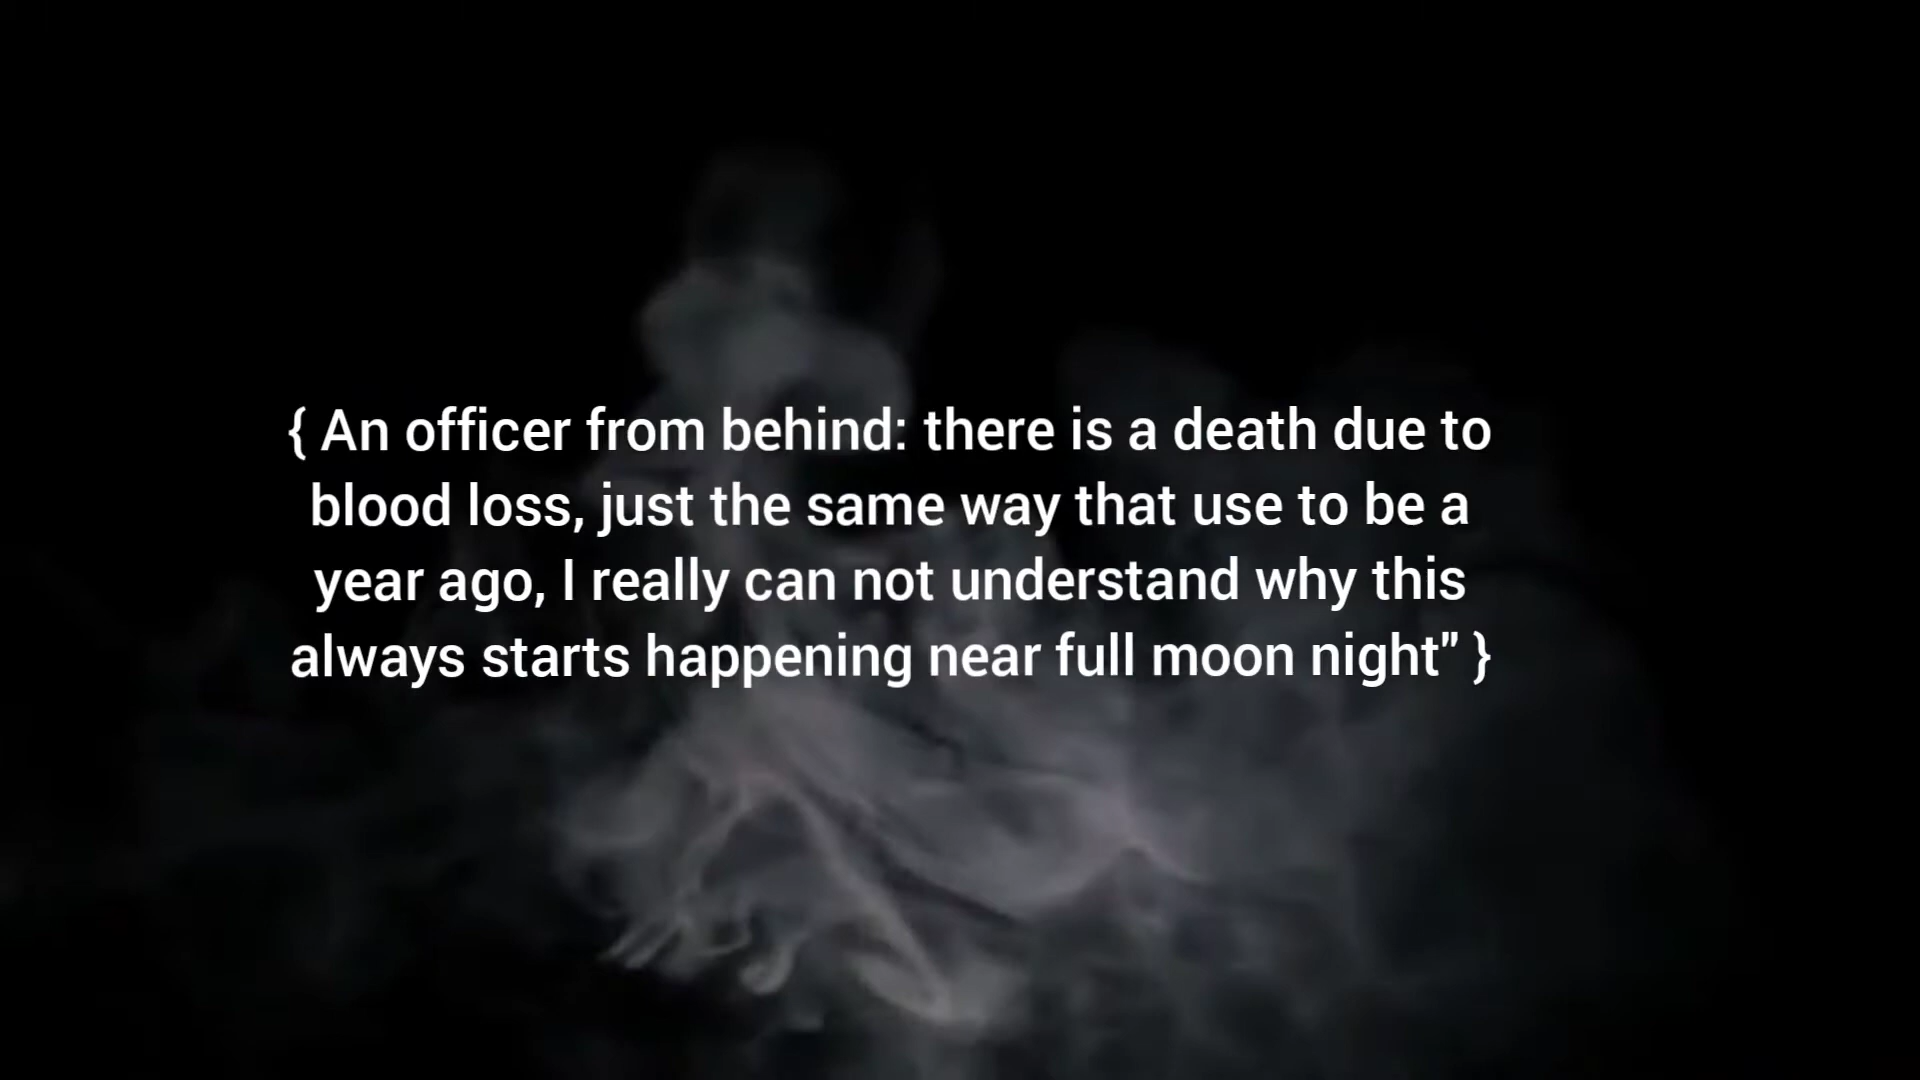 { An officer from behind: there is a death due to
blood loss, just the same way that use to be a
year ago, I really can not understand why this
always starts happening near full moon night" }